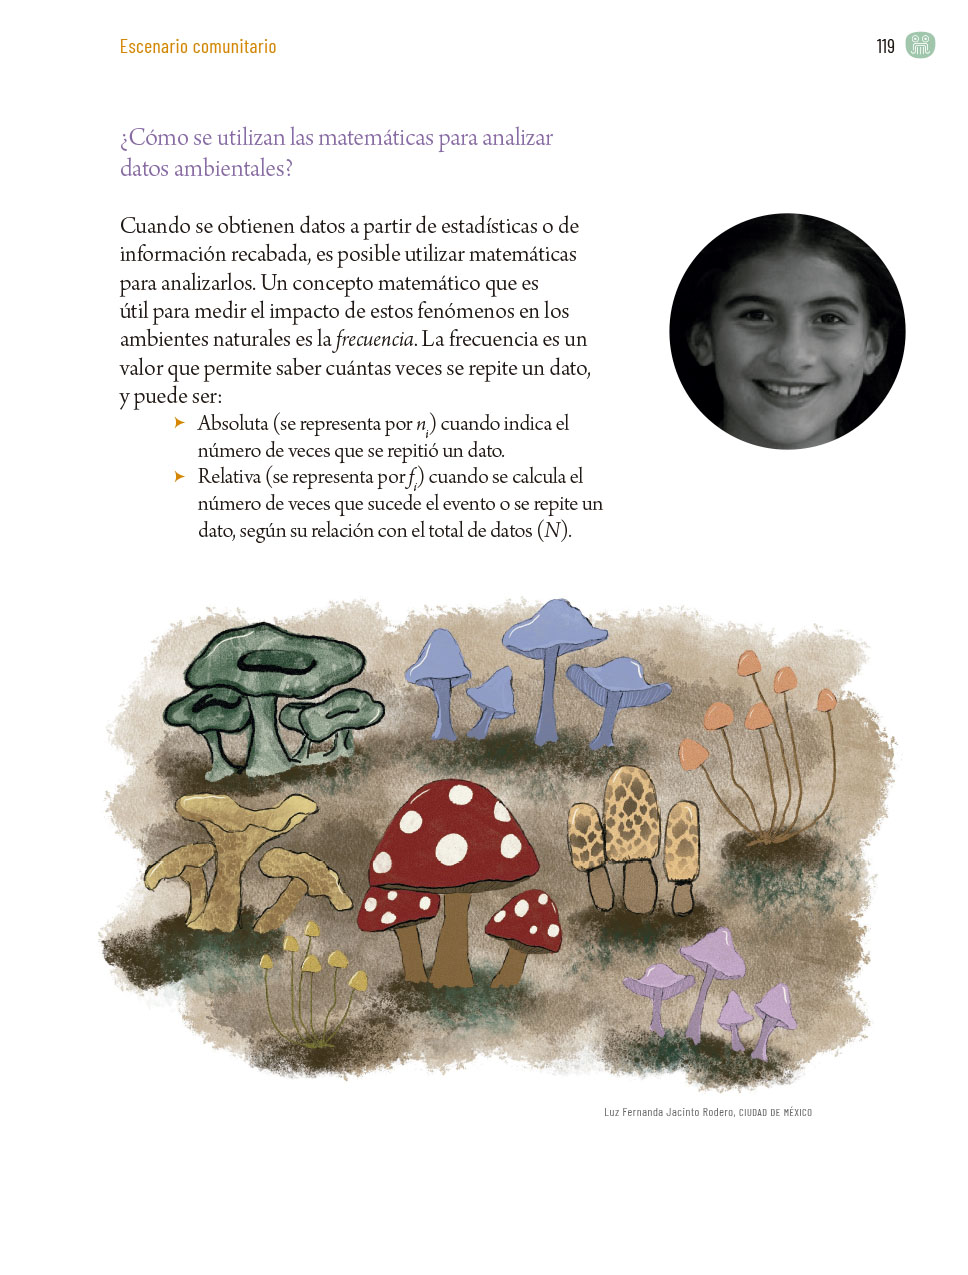 Escenario comunitario
119
¿Cómo se utilizan las matemáticas para analizar
datos ambientales?
Cuando se obtienen datos a partir de estadísticas o de
información recabada, es posible utilizar matemáticas
para analizarlos. Un concepto matemático que es
útil para medir el impacto de estos fenómenos en los
ambientes naturales es la frecuencia. La frecuencia es un
valor que permite saber cuántas veces se repite un dato,
y puede ser:
➤ Absoluta (se representa por nᵢ) cuando indica el
número de veces que se repitió un dato.
➤ Relativa (se representa por fᵢ) cuando se calcula el
número de veces que sucede el evento o se repite un
dato, según su relación con el total de datos (N).
Luz Fernanda Jacinto Rodero, CIUDAD DE MÉXICO